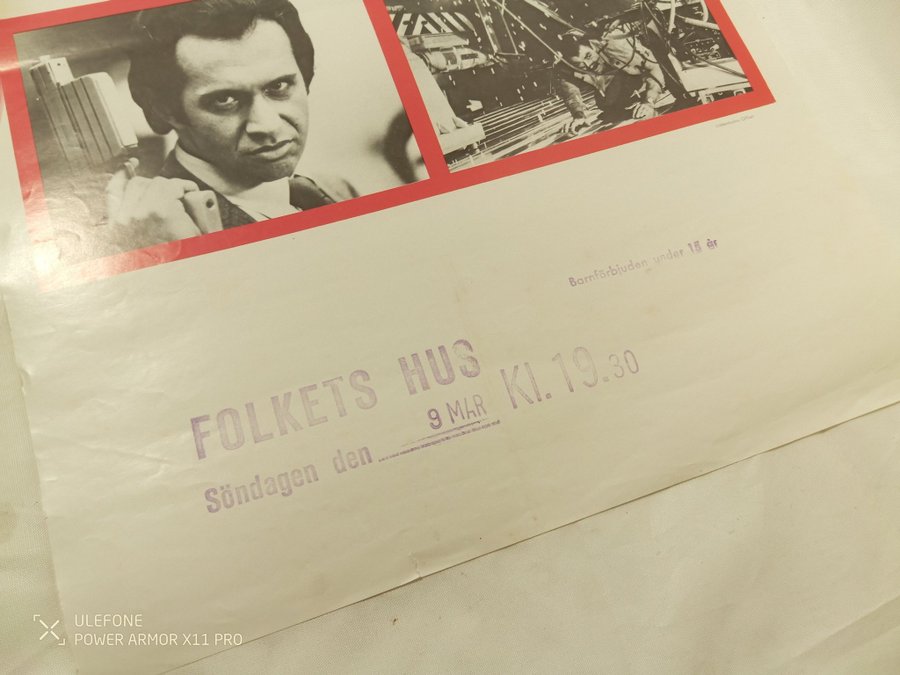 Barnförbjuden under 15 år
FOLKETS HUS
Söndagen den 9 MAR Kl. 19.30
ULEFONE
POWER ARMOR X11 PRO